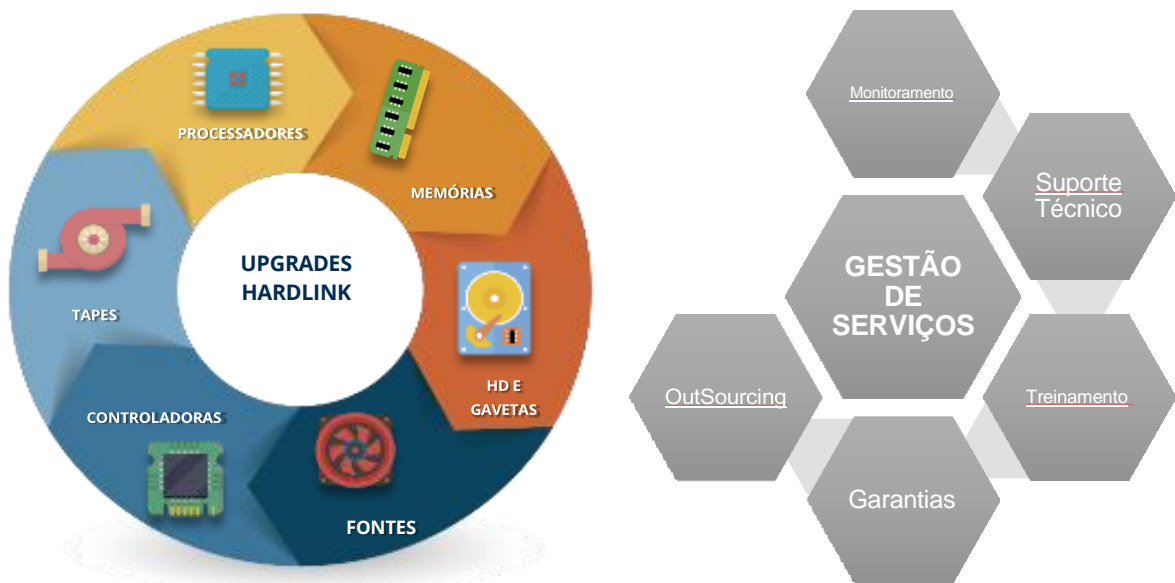 PROCESSADORES
MEMÓRIAS
UPGRADES
HARDLINK
TAPES
HD E
GAVETAS
CONTROLADORAS
FONTES
Monitoramento
Suporte
Técnico
GESTÃO
DE
SERVIÇOS
OutSourcing
Treinamento
Garantias